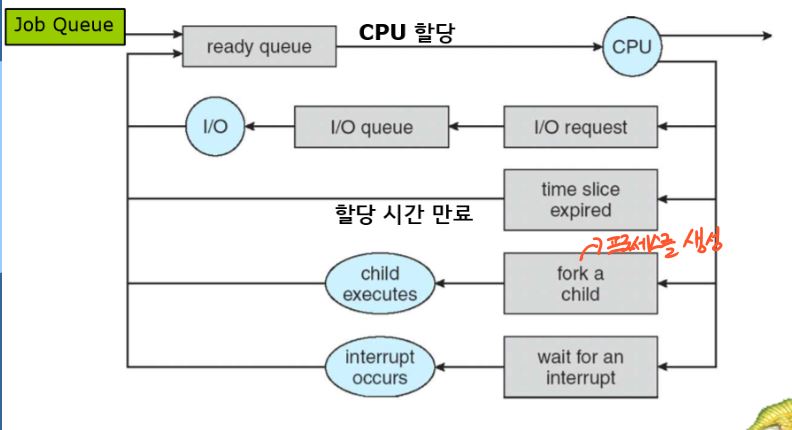 Job Queue
ready queue
CPU 할당
CPU
I/O
I/O queue
I/O request
할당 시간 만료
time slice
expired
프로세스를 생성
child
executes
fork a
child
interrupt
occurs
wait for an
interrupt